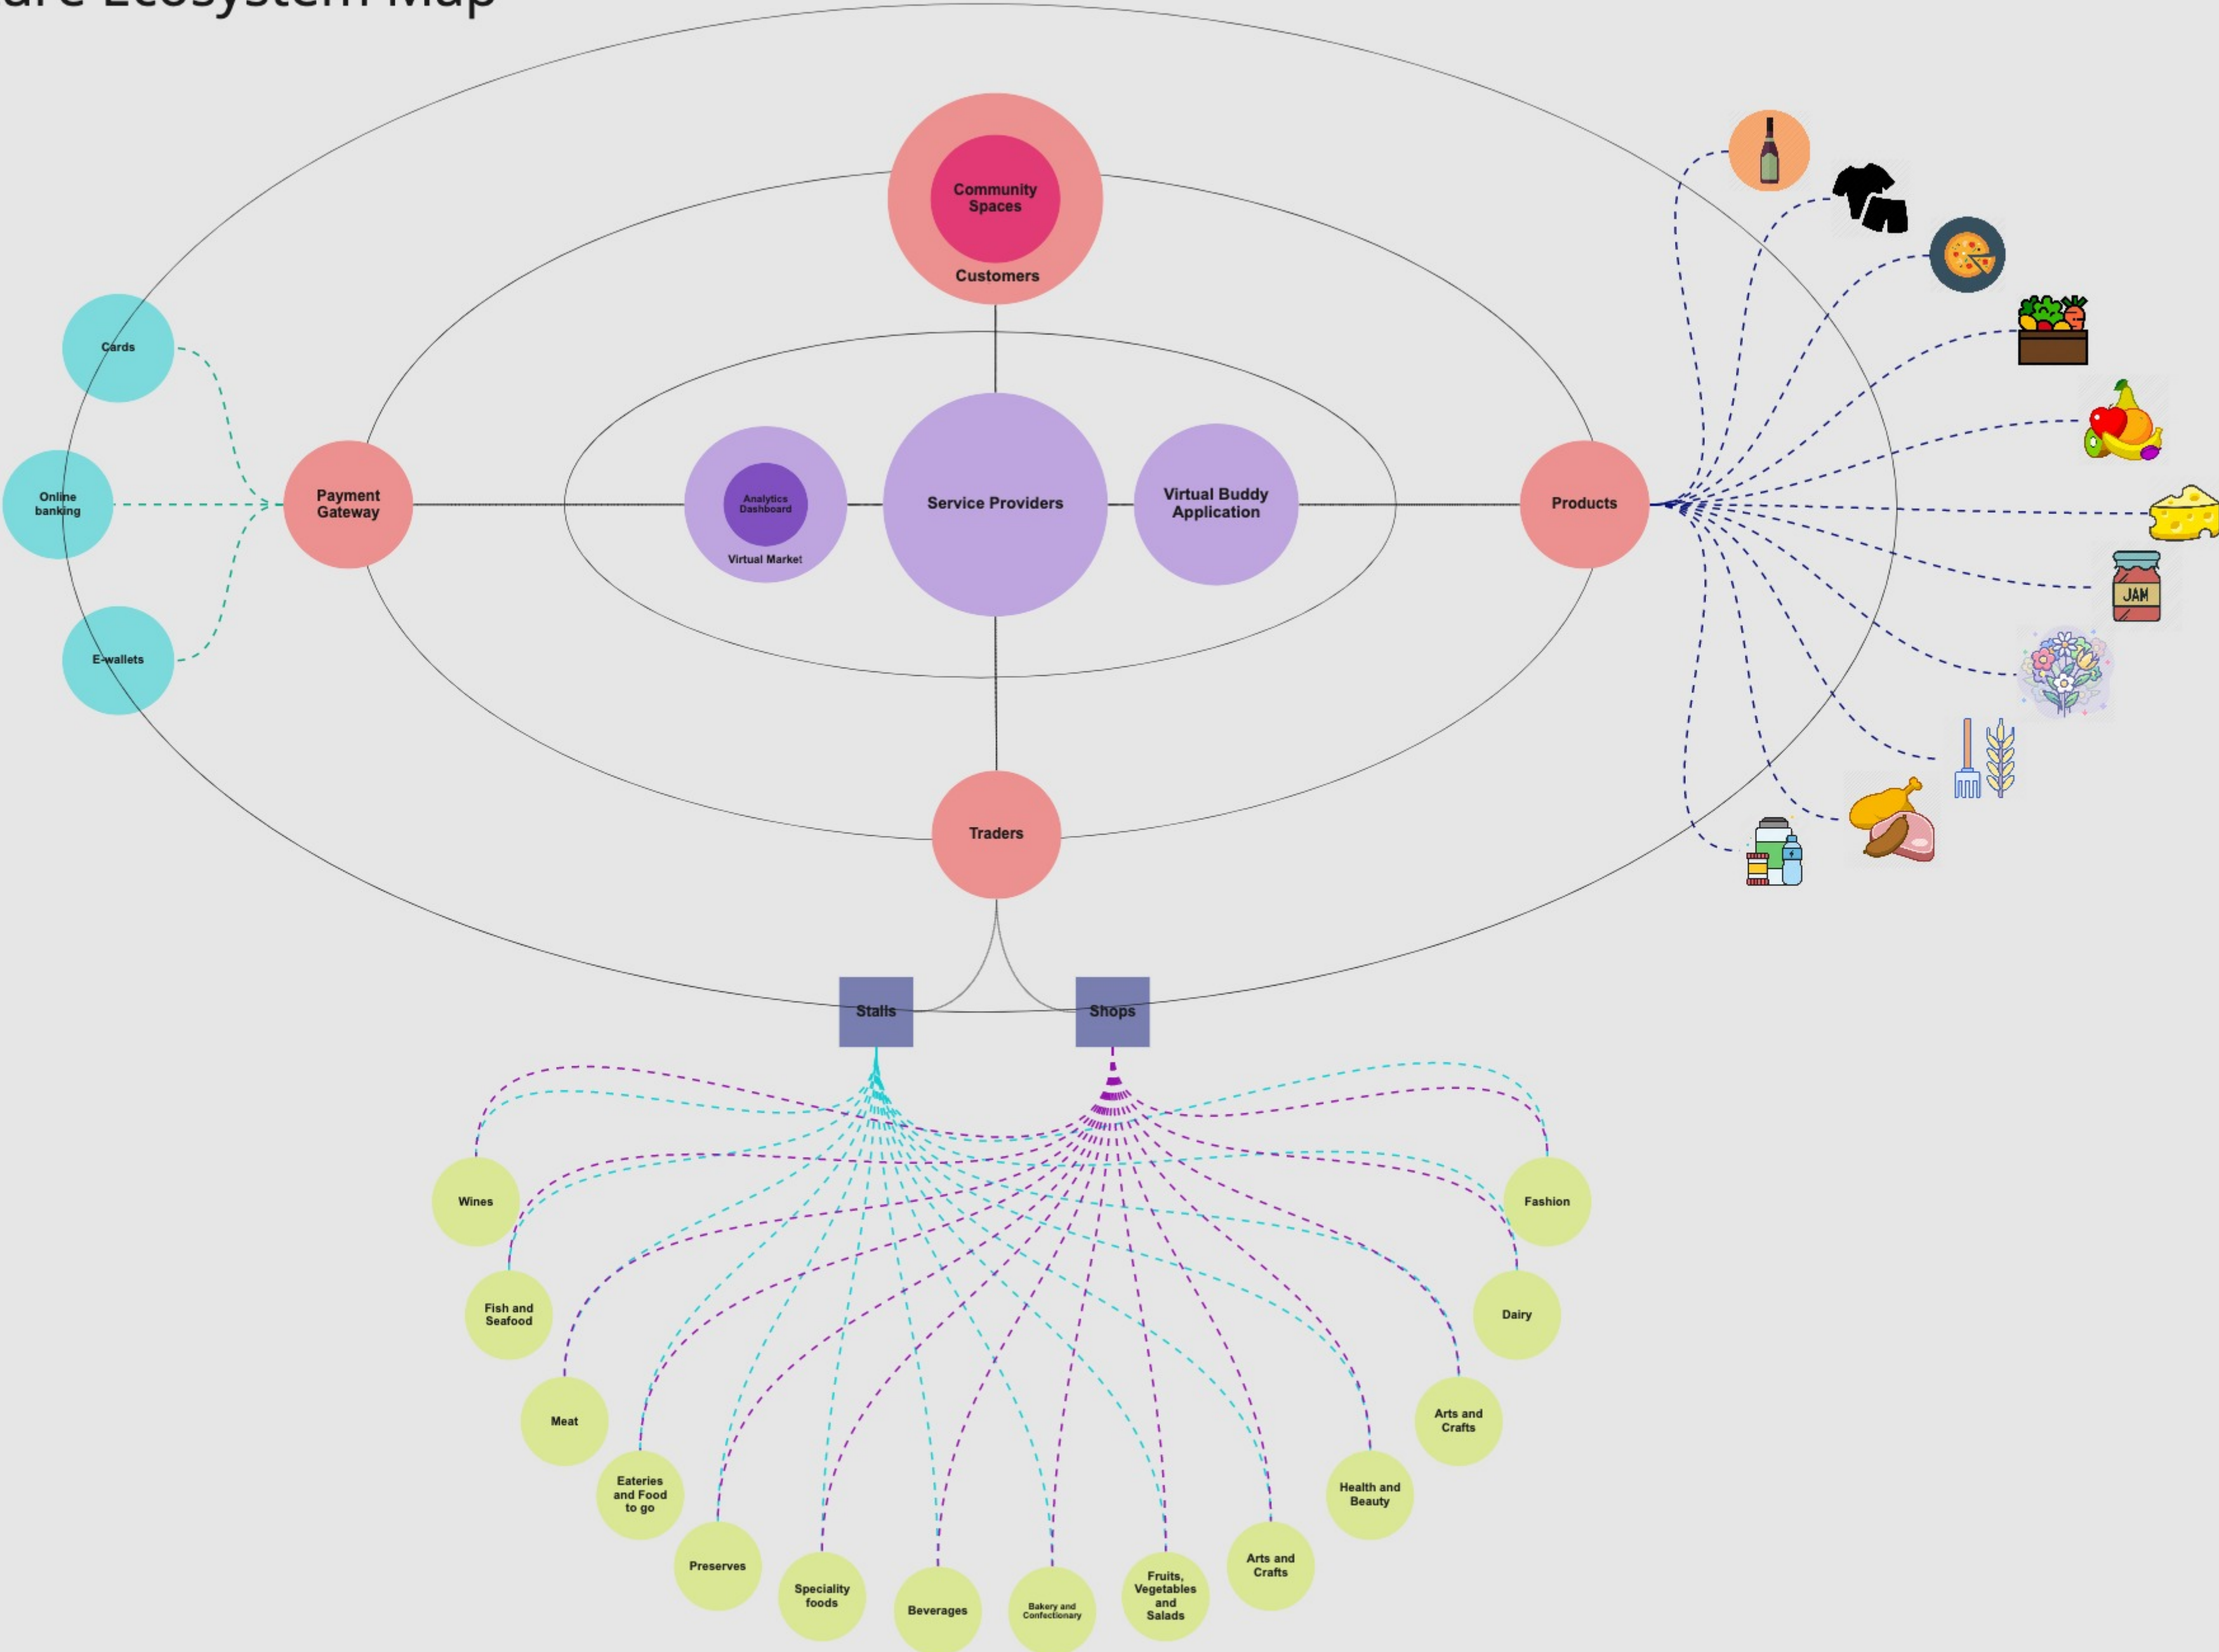 Ecosystem Map
Community
Spaces
Customers
Cards
Online
banking
E-wallets
Payment
Gateway
Analytics
Dashboard
Virtual Market
Service Providers
Virtual Buddy
Application
Products
JAM
Traders
Stalls
Shops
Wines
Fish and
Seafood
Meat
Eateries
and Food
to go
Preserves
Speciality
foods
Beverages
Bakery and
Confectionary
Fruits,
Vegetables
and
Salads
Arts and
Crafts
Health and
Beauty
Arts and
Crafts
Dairy
Fashion